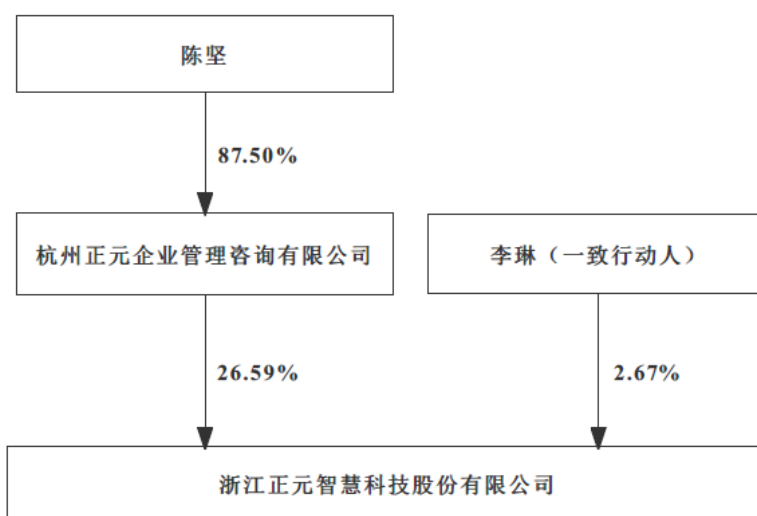 陈坚
87.50%
杭州正元企业管理咨询有限公司
李琳（一致行动人）
26.59%
2.67%
浙江正元智慧科技股份有限公司